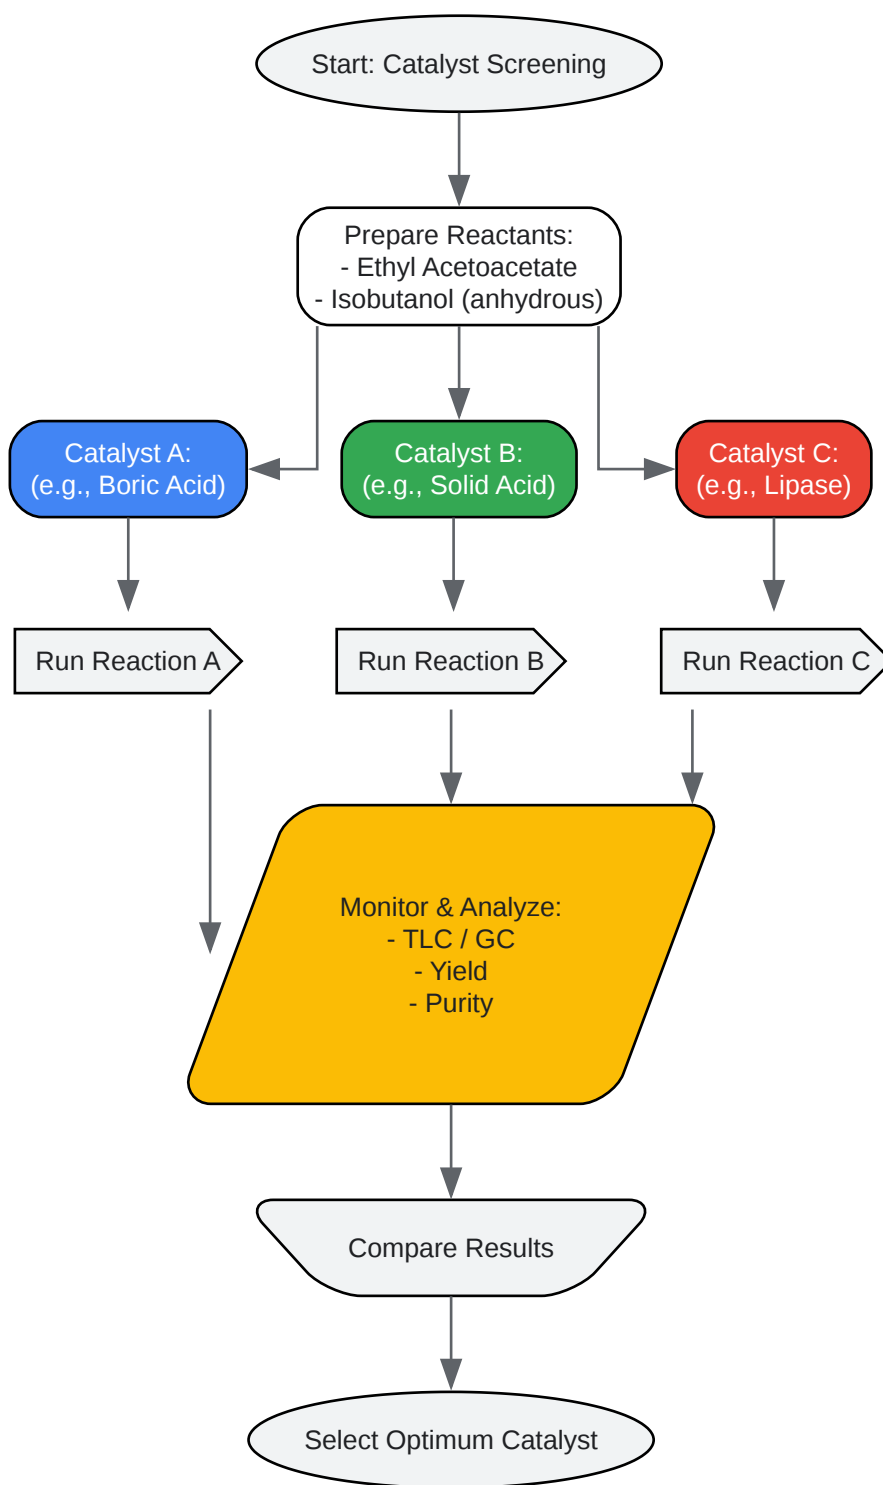 Start: Catalyst Screening
Prepare Reactants:
- Ethyl Acetoacetate
- Isobutanol (anhydrous)
Catalyst A:
(e.g., Boric Acid)
Catalyst B:
(e.g., Solid Acid)
Catalyst C:
(e.g., Lipase)
Run Reaction A
Run Reaction B
Run Reaction C
Monitor & Analyze:
- TLC / GC
- Yield
- Purity
Compare Results
Select Optimum Catalyst